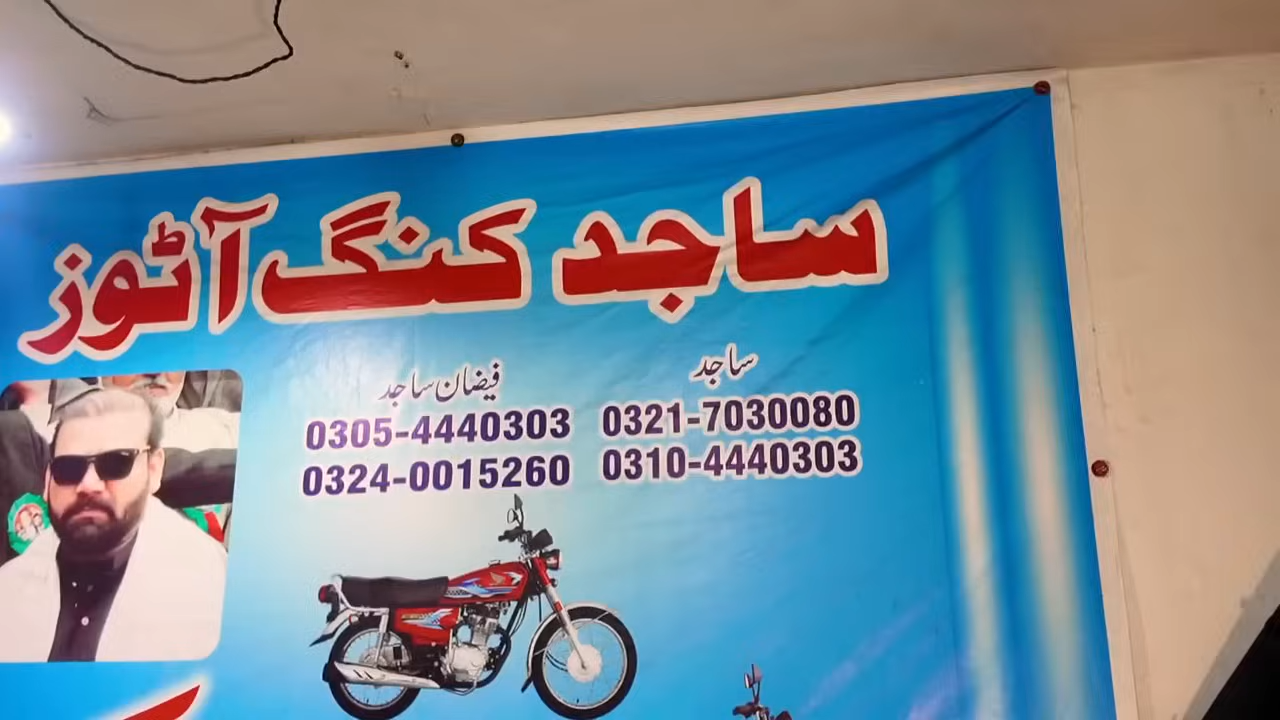 ساجد کنگ آٹوز
ساجد
0321-7030080
0310-4440303
فیضان ساجد
0305-4440303
0324-0015260